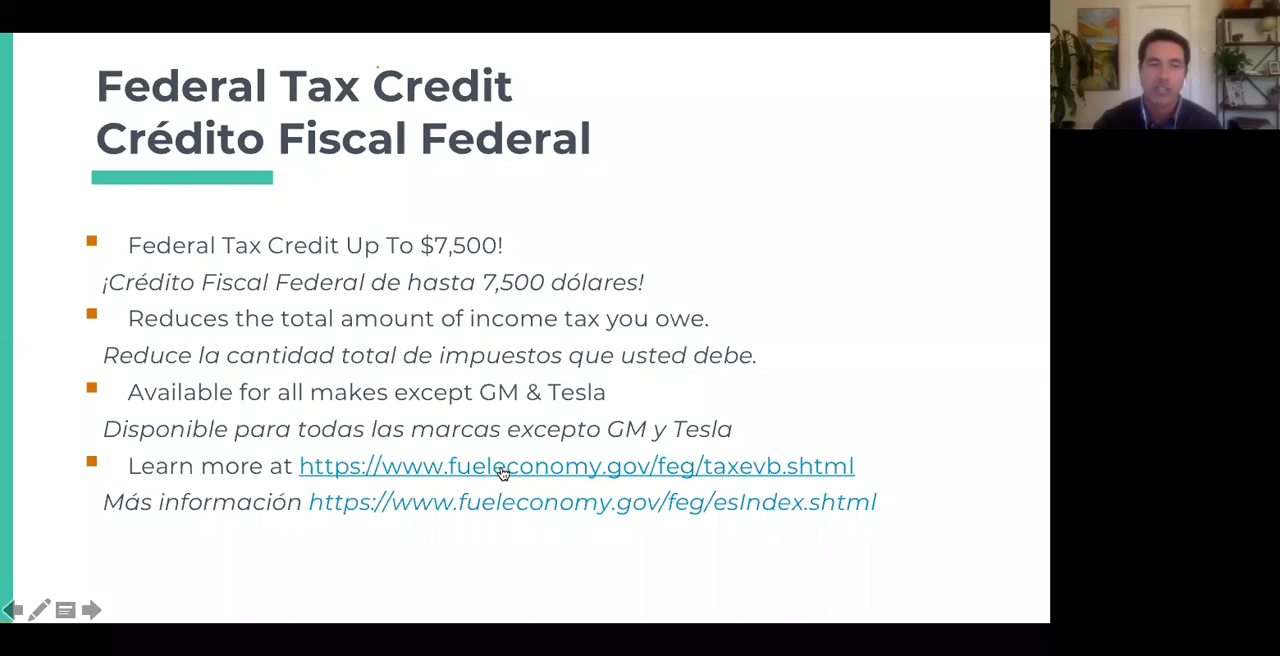 Federal Tax Credit
Crédito Fiscal Federal
Federal Tax Credit Up To $7,500!
¡Crédito Fiscal Federal de hasta 7,500 dólares!
Reduces the total amount of income tax you owe.
Reduce la cantidad total de impuestos que usted debe.
Available for all makes except GM & Tesla
Disponible para todas las marcas excepto GM y Tesla
Learn more at https://www.fueleconomy.gov/feg/taxevb.shtml
Más información https://www.fueleconomy.gov/feg/esIndex.shtml